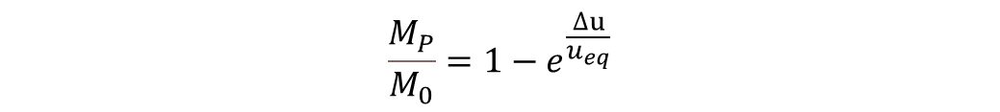 M_P/M_0 = 1 − e^(Δu/u_eq)